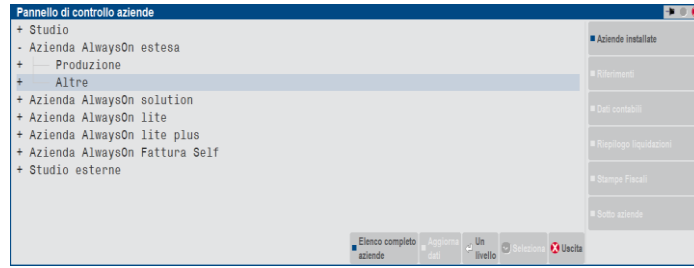 Pannello di controllo aziende
+ Studio
- Azienda AlwaysOn estesa
+ Produzione
+ Altre
+ Azienda AlwaysOn solution
+ Azienda AlwaysOn lite
+ Azienda AlwaysOn lite plus
+ Azienda AlwaysOn Fattura Self
+ Studio esterne
Aziende installate
Riferimenti
Dati contabili
Riepilogo liquidazioni
Stampe Fiscali
Sotto aziende
Elenco completo
aziende
Aggiorna
dati
Un
livello
Seleziona
Uscita